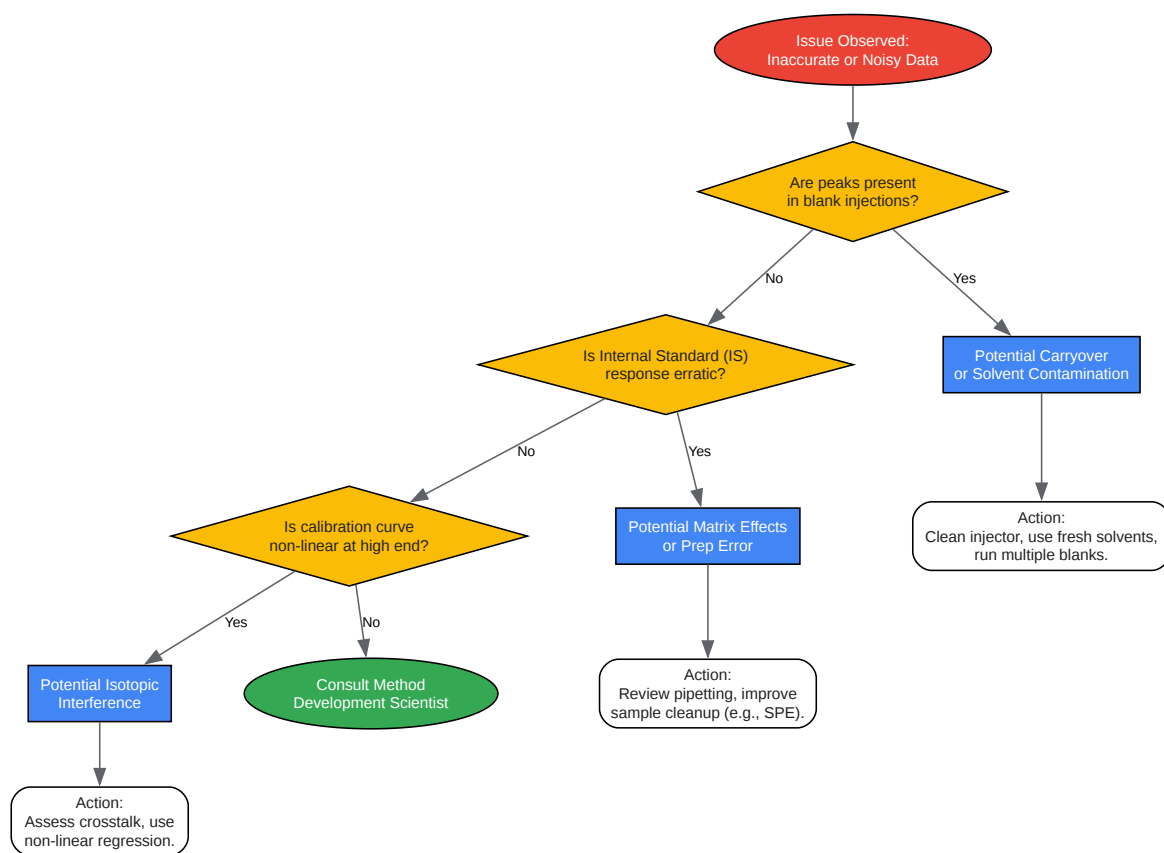 Issue Observed:
Inaccurate or Noisy Data
Are peaks present
in blank injections?
No
Yes
Is Internal Standard (IS)
response erratic?
Potential Carryover
or Solvent Contamination
No
Yes
Is calibration curve
non-linear at high end?
Potential Matrix Effects
or Prep Error
Action:
Clean injector, use fresh solvents,
run multiple blanks.
Yes
No
Potential Isotopic
Interference
Consult Method
Development Scientist
Action:
Review pipetting, improve
sample cleanup (e.g., SPE).
Action:
Assess crosstalk, use
non-linear regression.